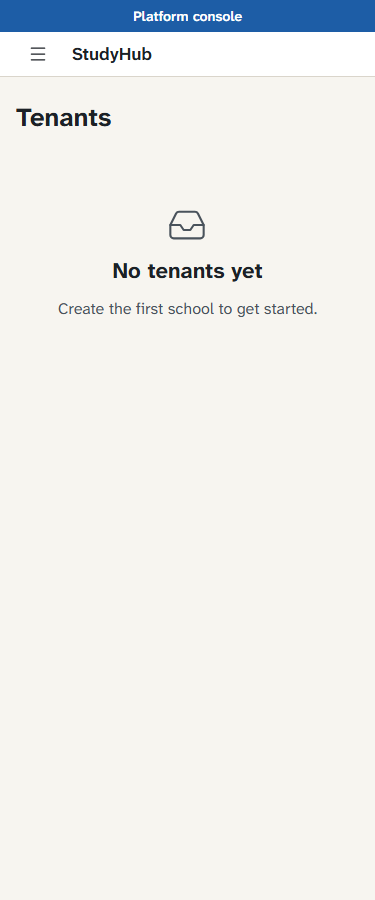 Platform console
StudyHub
Tenants
No tenants yet
Create the first school to get started.